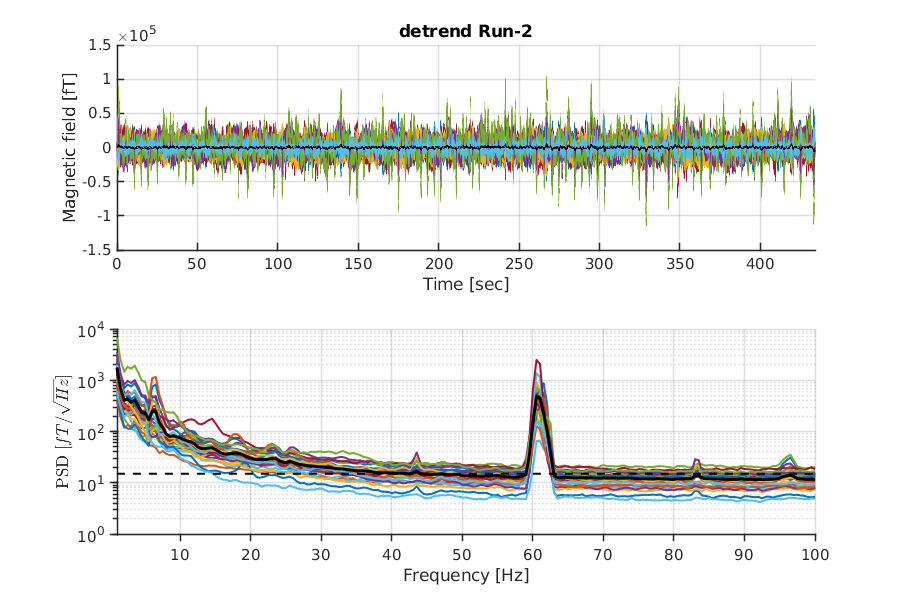 detrend Run-2
×10^5
1.5
1
0.5
0
-0.5
-1
-1.5
Magnetic field [fT]
0 50 100 150 200 250 300 350 400
Time [sec]
10^4
10^3
10^2
10^1
10^0
PSD [fT/√Hz]
10 20 30 40 50 60 70 80 90 100
Frequency [Hz]